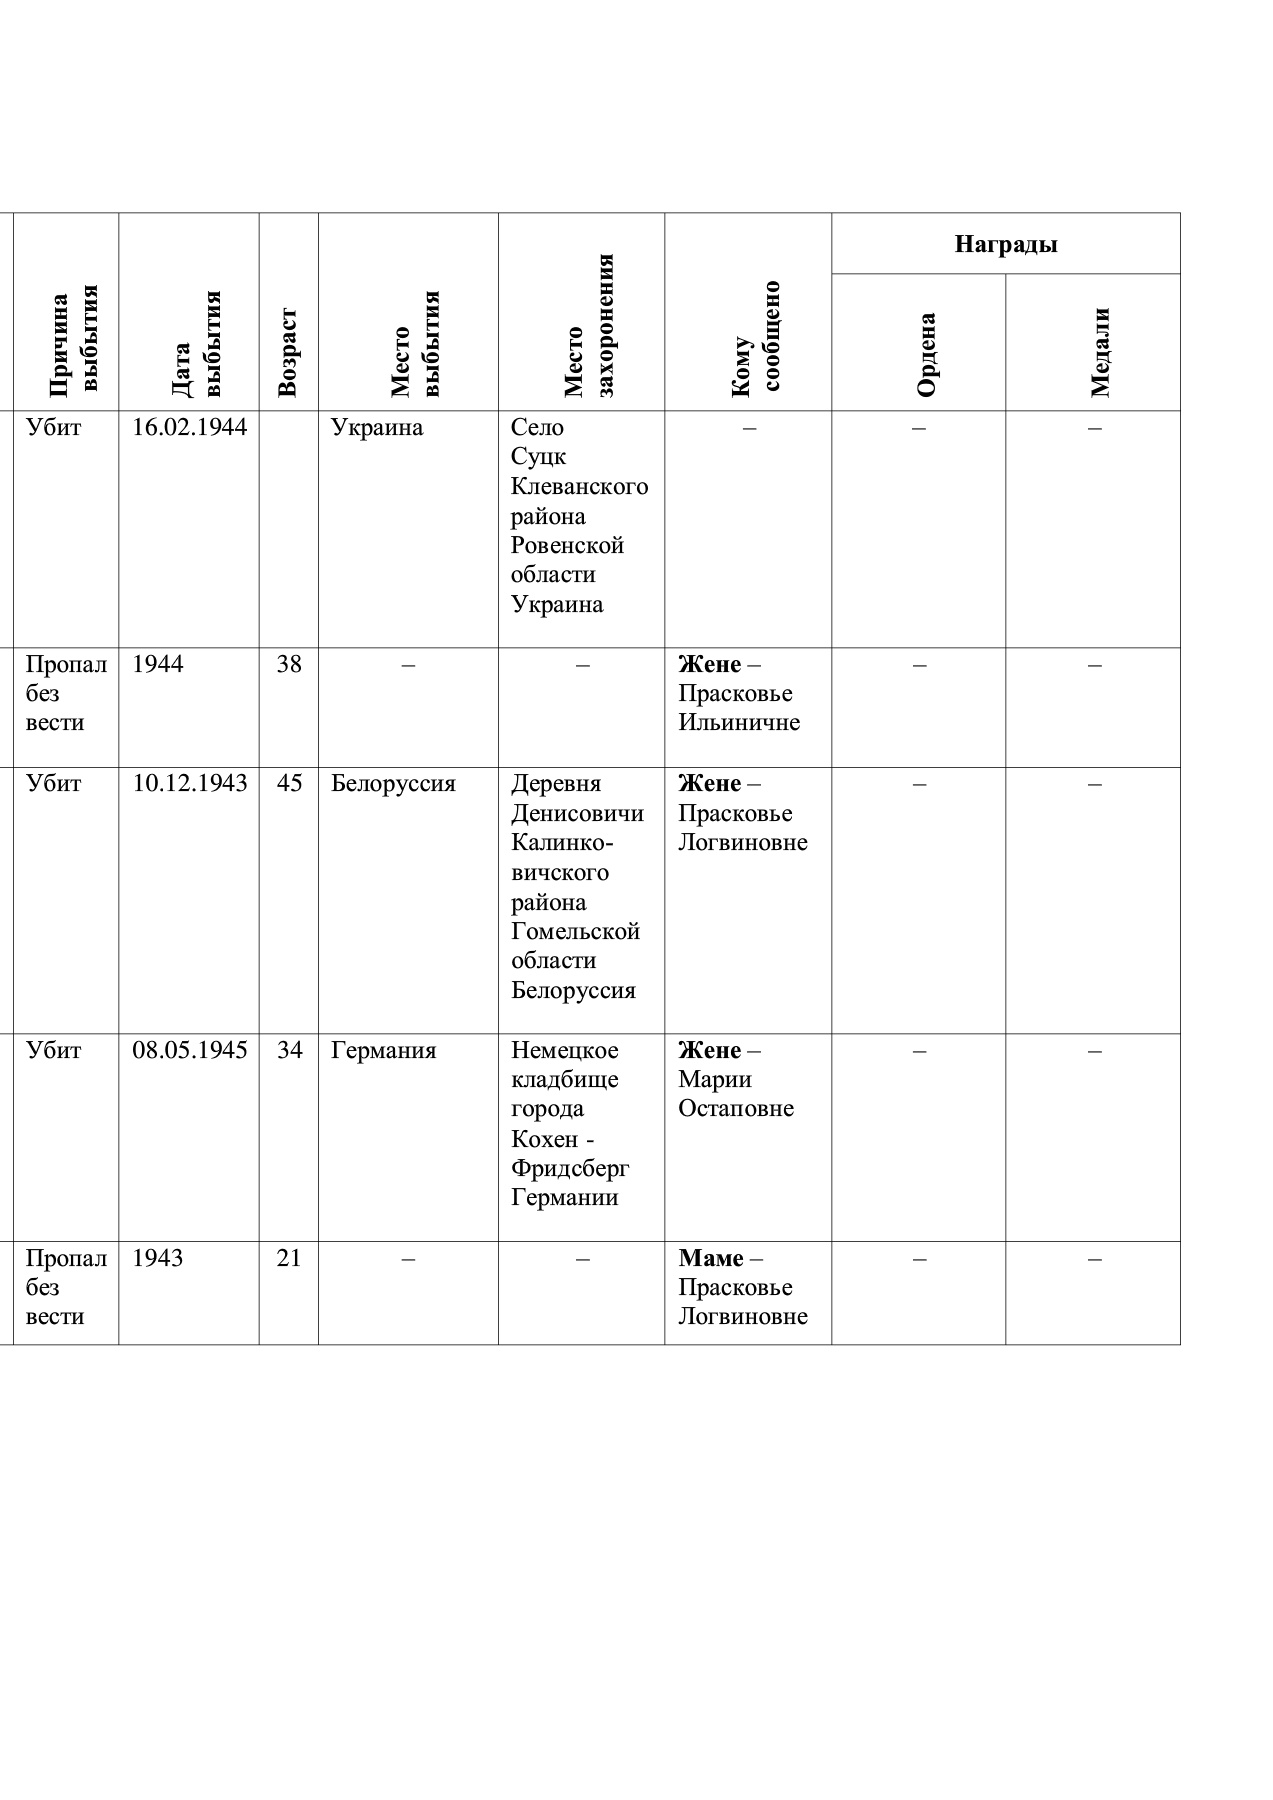 Причина
выбытия
Дата
выбытия
Возраст
Место
выбытия
Место
захоронения
Кому
сообщено
Награды
Ордена
Медали
Убит
16.02.1944
Украина
Село
Суцк
Клеванского
района
Ровенской
области
Украина
–
–
–
Пропал
без
вести
1944
38
–
–
Жене –
Прасковье
Ильиничне
–
–
Убит
10.12.1943
45
Белоруссия
Деревня
Денисовичи
Калинко-
вичского
района
Гомельской
области
Белоруссия
Жене –
Прасковье
Логвиновне
–
–
Убит
08.05.1945
34
Германия
Немецкое
кладбище
города
Кохен -
Фридсберг
Германии
Жене –
Марии
Остаповне
–
–
Пропал
без
вести
1943
21
–
–
Маме –
Прасковье
Логвиновне
–
–